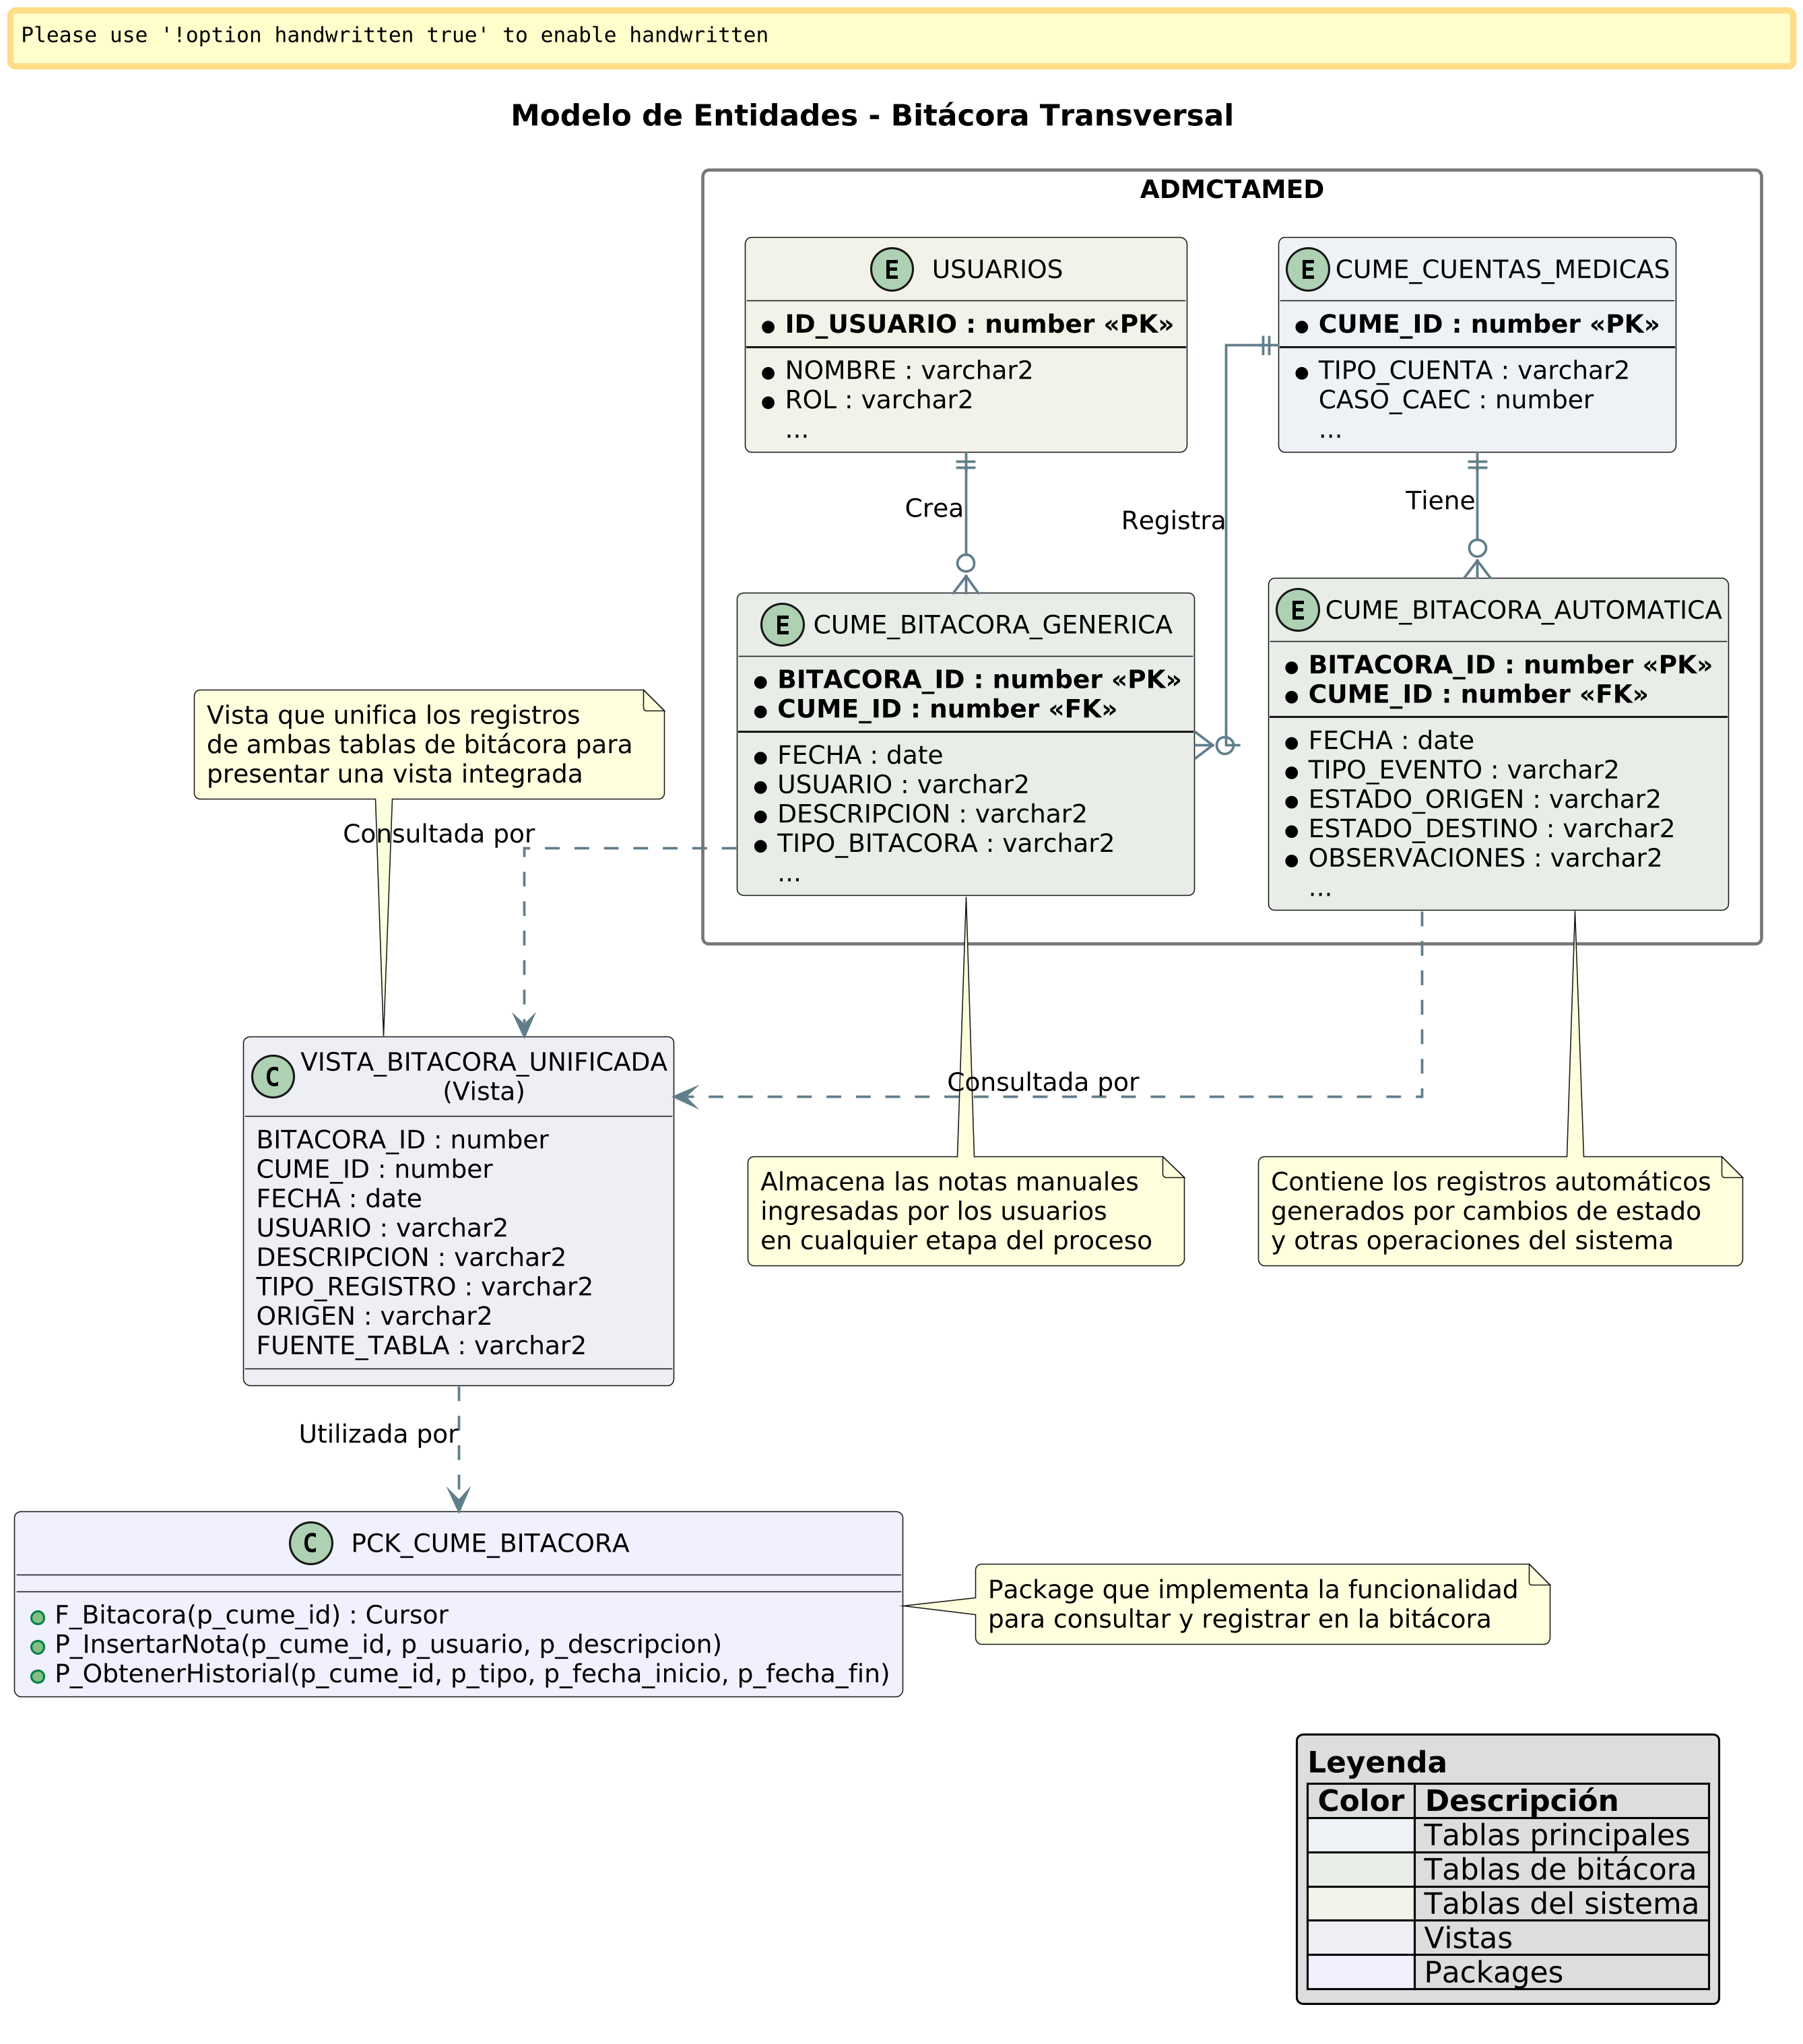 Please use '!option handwritten true' to enable handwritten
Modelo de Entidades - Bitácora Transversal
ADMCTAMED
E USUARIOS
ID_USUARIO : number «PK»
NOMBRE : varchar2
ROL : varchar2
...
E CUME_CUENTAS_MEDICAS
CUME_ID : number «PK»
TIPO_CUENTA : varchar2
CASO_CAEC : number
...
Crea
Registra
Tiene
E CUME_BITACORA_GENERICA
BITACORA_ID : number «PK»
CUME_ID : number «FK»
FECHA : date
USUARIO : varchar2
DESCRIPCION : varchar2
TIPO_BITACORA : varchar2
...
E CUME_BITACORA_AUTOMATICA
BITACORA_ID : number «PK»
CUME_ID : number «FK»
FECHA : date
TIPO_EVENTO : varchar2
ESTADO_ORIGEN : varchar2
ESTADO_DESTINO : varchar2
OBSERVACIONES : varchar2
...
Vista que unifica los registros
de ambas tablas de bitácora para
presentar una vista integrada
Consultada por
Consultada por
C VISTA_BITACORA_UNIFICADA
(Vista)
BITACORA_ID : number
CUME_ID : number
FECHA : date
USUARIO : varchar2
DESCRIPCION : varchar2
TIPO_REGISTRO : varchar2
ORIGEN : varchar2
FUENTE_TABLA : varchar2
Almacena las notas manuales
ingresadas por los usuarios
en cualquier etapa del proceso
Contiene los registros automáticos
generados por cambios de estado
y otras operaciones del sistema
Utilizada por
C PCK_CUME_BITACORA
F_Bitacora(p_cume_id) : Cursor
P_InsertarNota(p_cume_id, p_usuario, p_descripcion)
P_ObtenerHistorial(p_cume_id, p_tipo, p_fecha_inicio, p_fecha_fin)
Package que implementa la funcionalidad
para consultar y registrar en la bitácora
Leyenda
Color Descripción
Tablas principales
Tablas de bitácora
Tablas del sistema
Vistas
Packages